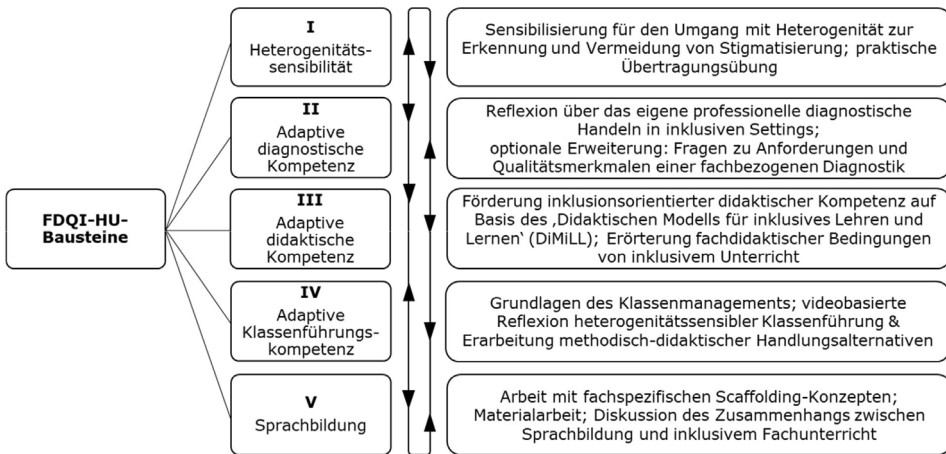 FDQI-HU-
Bausteine
I
Heterogenitäts-
sensibilität
Sensibilisierung für den Umgang mit Heterogenität zur
Erkennung und Vermeidung von Stigmatisierung; praktische
Übertragungsübung
II
Adaptive
diagnostische
Kompetenz
Reflexion über das eigene professionelle diagnostische
Handeln in inklusiven Settings;
optionale Erweiterung: Fragen zu Anforderungen und
Qualitätsmerkmalen einer fachbezogenen Diagnostik
III
Adaptive
didaktische
Kompetenz
Förderung inklusionsorientierter didaktischer Kompetenz auf
Basis des ‚Didaktischen Modells für inklusives Lehren und
Lernen‘ (DiMiLL); Erörterung fachdidaktischer Bedingungen
von inklusivem Unterricht
IV
Adaptive
Klassenführungs-
kompetenz
Grundlagen des Klassenmanagements; videobasierte
Reflexion heterogenitätssensibler Klassenführung &
Erarbeitung methodisch-didaktischer Handlungsalternativen
V
Sprachbildung
Arbeit mit fachspezifischen Scaffolding-Konzepten;
Materialarbeit; Diskussion des Zusammenhangs zwischen
Sprachbildung und inklusivem Fachunterricht